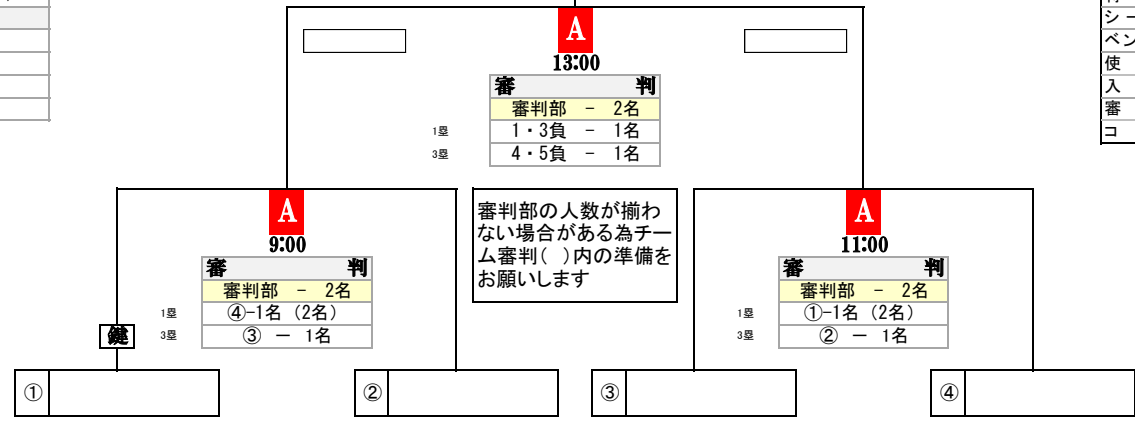 シー
ベン
使
入
審
コ
A
13:00
審 判
審判部 － 2名
1塁 1・3負 － 1名
3塁 4・5負 － 1名
A
9:00
審 判
審判部 － 2名
1塁 ④-1名（2名）
3塁 ③ － 1名
鍵
審判部の人数が揃わ
ない場合がある為チー
ム審判( )内の準備を
お願いします
A
11:00
審 判
審判部 － 2名
1塁 ①-1名（2名）
3塁 ② － 1名
①
②
③
④